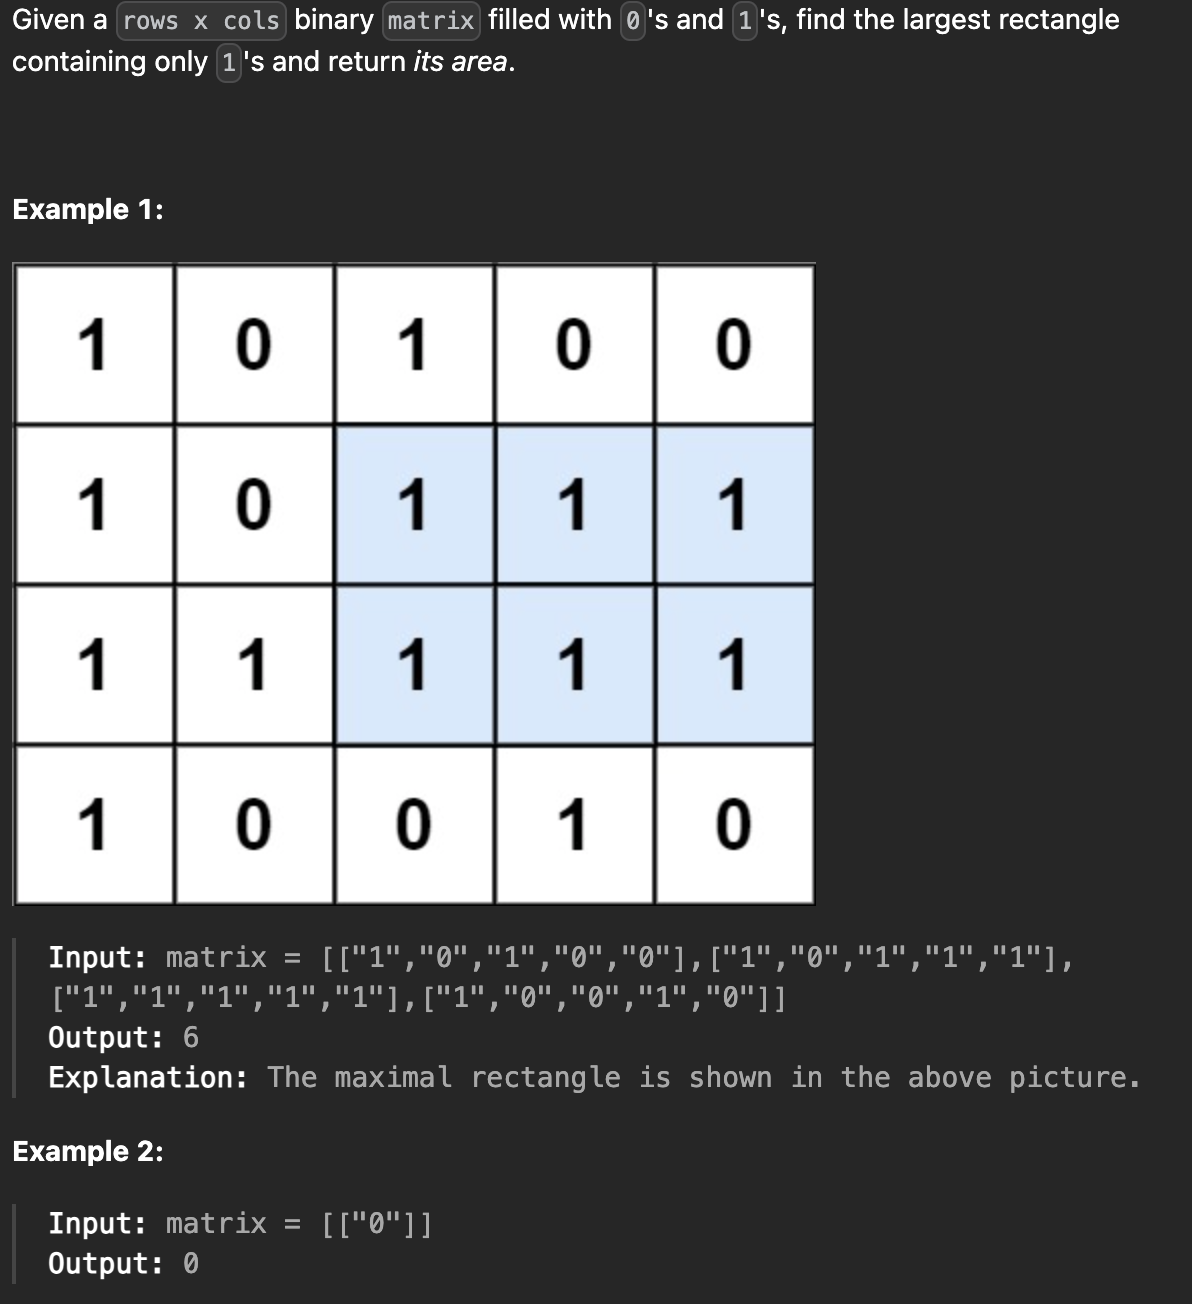 Given a rows x cols binary matrix filled with 0's and 1's, find the largest rectangle
containing only 1's and return its area.
Example 1:
1 0 1 0 0
1 0 1 1 1
1 1 1 1 1
1 0 0 1 0
Input: matrix = [["1","0","1","0","0"],["1","0","1","1","1"],
["1","1","1","1","1"],["1","0","0","1","0"]]
Output: 6
Explanation: The maximal rectangle is shown in the above picture.
Example 2:
Input: matrix = [["0"]]
Output: 0